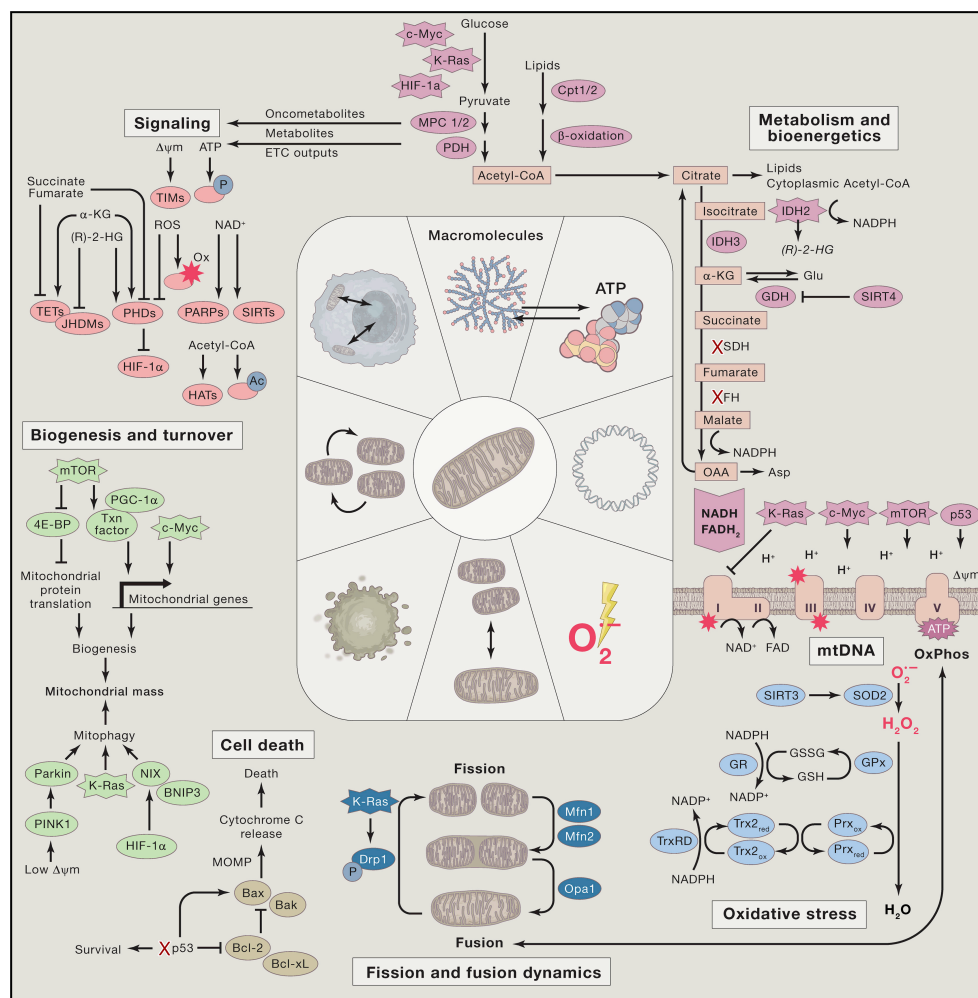 Glucose
c-Myc
K-Ras
HIF-1a
Pyruvate
Lipids
Cpt1/2
β-oxidation
MPC 1/2
PDH
Acetyl-CoA
Oncometabolites
Metabolites
ETC outputs
Signaling
Δψm
ATP
TIMs
P
Succinate
Fumarate
α-KG
(R)-2-HG
ROS
NAD+
Ox
TETs
JHDMs
PHDs
PARPs
SIRTs
HIF-1α
Acetyl-CoA
HATs
Ac
Metabolism and
bioenergetics
Citrate
Lipids
Cytoplasmic Acetyl-CoA
Isocitrate
IDH2
NADPH
IDH3
(R)-2-HG
α-KG
Glu
GDH
SIRT4
Succinate
XSDH
Fumarate
XFH
Malate
NADPH
OAA
Asp
Macromolecules
ATP
O2•−
Biogenesis and turnover
mTOR
PGC-1α
4E-BP
Txn
factor
c-Myc
Mitochondrial
protein
translation
Mitochondrial genes
Biogenesis
Mitochondrial mass
Mitophagy
Parkin
K-Ras
NIX
BNIP3
PINK1
HIF-1α
Low Δψm
NADH
FADH2
K-Ras
c-Myc
mTOR
p53
H+
H+
H+
H+
H+
Δψm
I
II
III
IV
V
ATP
NAD+
FAD
mtDNA
OxPhos
SIRT3
SOD2
O2•−
H2O2
NADPH
GR
GSSG
GSH
GPx
NADP+
NADP+
TrxRD
Trx2red
Trx2ox
Prxox
Prxred
NADPH
H2O
Oxidative stress
Cell death
Death
Cytochrome C
release
MOMP
Bax
Bak
Survival
X p53
Bcl-2
Bcl-xL
Fission
K-Ras
Drp1
P
Mfn1
Mfn2
Opa1
Fusion
Fission and fusion dynamics